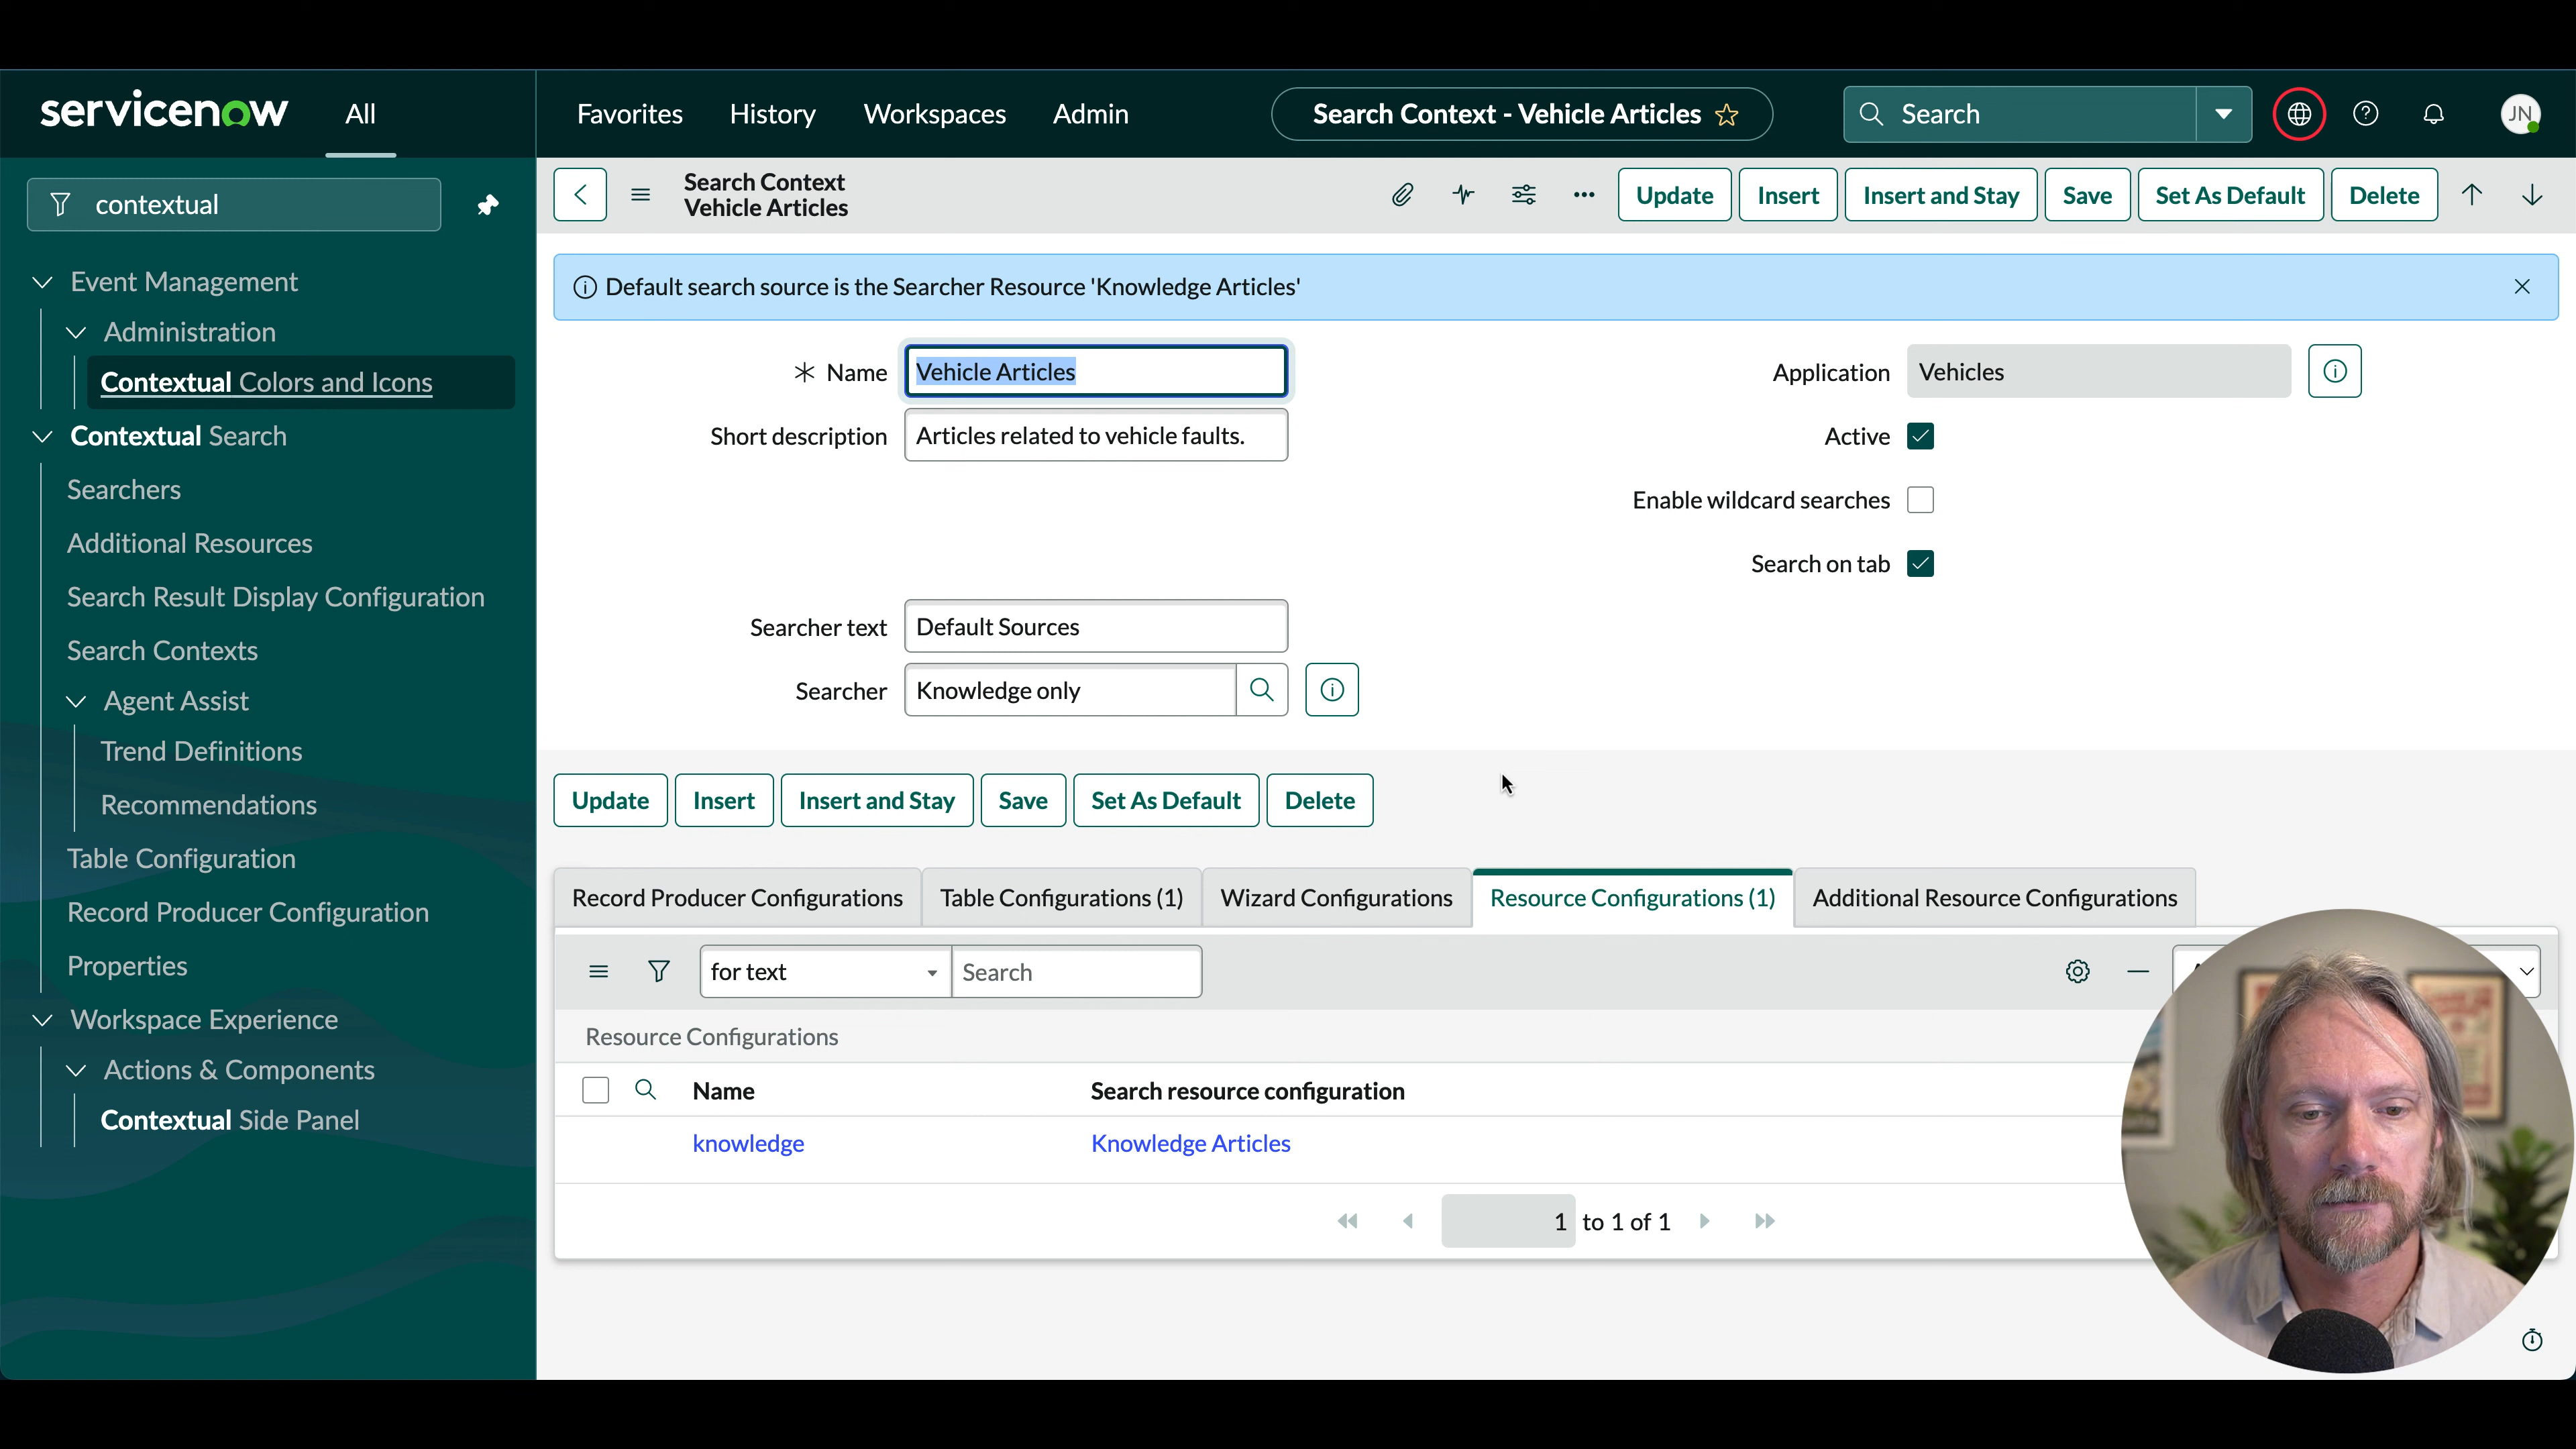 servicenow
All
Favorites
History
Workspaces
Admin
Search Context - Vehicle Articles
Search
JN
contextual
Event Management
Administration
Contextual Colors and Icons
Contextual Search
Searchers
Additional Resources
Search Result Display Configuration
Search Contexts
Agent Assist
Trend Definitions
Recommendations
Table Configuration
Record Producer Configuration
Properties
Workspace Experience
Actions & Components
Contextual Side Panel
Search Context
Vehicle Articles
Update
Insert
Insert and Stay
Save
Set As Default
Delete
Default search source is the Searcher Resource 'Knowledge Articles'
Name
Vehicle Articles
Short description
Articles related to vehicle faults.
Searcher text
Default Sources
Searcher
Knowledge only
Application
Vehicles
Active
Enable wildcard searches
Search on tab
Update
Insert
Insert and Stay
Save
Set As Default
Delete
Record Producer Configurations
Table Configurations (1)
Wizard Configurations
Resource Configurations (1)
Additional Resource Configurations
for text
Search
Resource Configurations
Name
Search resource configuration
knowledge
Knowledge Articles
1 to 1 of 1